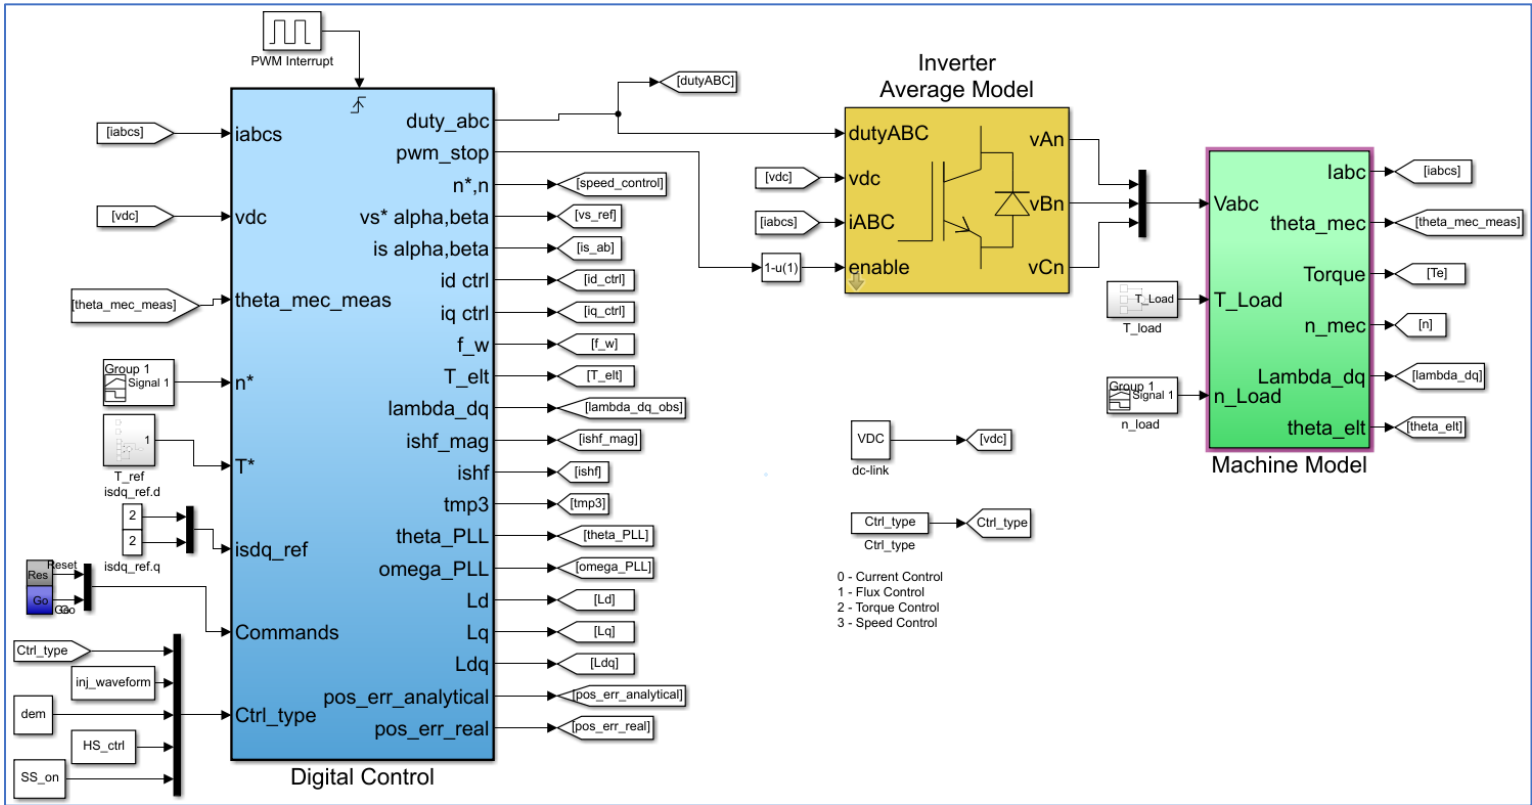 PWM Interrupt
[iabcs]
[vdc]
[theta_mec_meas]
Group 1
Signal 1
1
T_ref
isdq_ref.d
2
2
isdq_ref.q
Reset
Res
Go
Go
Ctrl_type
inj_waveform
dem
HS_ctrl
SS_on
iabcs
vdc
theta_mec_meas
n*
T*
isdq_ref
Commands
Ctrl_type
duty_abc
pwm_stop
n*,n
vs* alpha,beta
is alpha,beta
id ctrl
iq ctrl
f_w
T_elt
lambda_dq
ishf_mag
ishf
tmp3
theta_PLL
omega_PLL
Ld
Lq
Ldq
pos_err_analytical
pos_err_real
Digital Control
[dutyABC]
[speed_control]
[vs_ref]
[is_ab]
[id_ctrl]
[iq_ctrl]
[f_w]
[T_elt]
[lambda_dq_obs]
[ishf_mag]
[ishf]
[tmp3]
[theta_PLL]
[omega_PLL]
[Ld]
[Lq]
[Ldq]
[pos_err_analytical]
[pos_err_real]
Inverter
Average Model
[vdc]
[iabcs]
1-u(1)
dutyABC
vdc
iABC
enable
vAn
vBn
vCn
VDC
dc-link
[vdc]
Ctrl_type
Ctrl_type
Ctrl_type
0 - Current Control
1 - Flux Control
2 - Torque Control
3 - Speed Control
T_Load
T_load
Group 1
Signal 1
n_load
Vabc
T_Load
n_Load
Iabc
theta_mec
Torque
n_mec
Lambda_dq
theta_elt
Machine Model
[iabcs]
[theta_mec_meas]
[Te]
[n]
[lambda_dq]
[theta_elt]